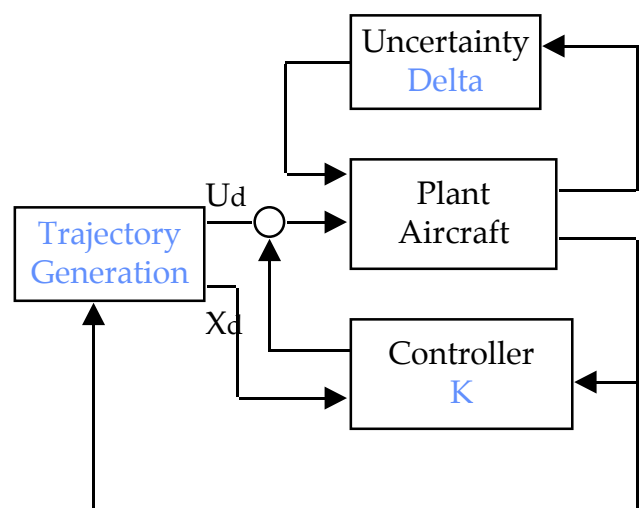 Uncertainty
Delta
Plant
Aircraft
Ud
Trajectory
Generation
Xd
Controller
K